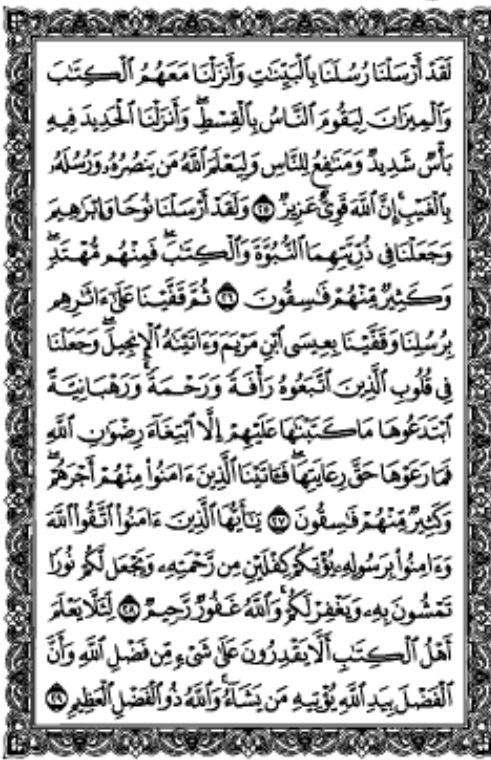 لَقَدْ أَرْسَلْنَا رُسُلَنَا بِٱلْبَيِّنَٰتِ وَأَنزَلْنَا مَعَهُمُ ٱلْكِتَٰبَ
وَٱلْمِيزَانَ لِيَقُومَ ٱلنَّاسُ بِٱلْقِسْطِ ۖ وَأَنزَلْنَا ٱلْحَدِيدَ فِيهِ
بَأْسٌ شَدِيدٌ وَمَنَٰفِعُ لِلنَّاسِ وَلِيَعْلَمَ ٱللَّهُ مَن يَنصُرُهُۥ وَرُسُلَهُۥ
بِٱلْغَيْبِ ۚ إِنَّ ٱللَّهَ قَوِىٌّ عَزِيزٌ ٢٥ وَلَقَدْ أَرْسَلْنَا نُوحًا وَإِبْرَٰهِيمَ
وَجَعَلْنَا فِى ذُرِّيَّتِهِمَا ٱلنُّبُوَّةَ وَٱلْكِتَٰبَ ۖ فَمِنْهُم مُّهْتَدٍ ۖ
وَكَثِيرٌ مِّنْهُمْ فَٰسِقُونَ ٢٦ ثُمَّ قَفَّيْنَا عَلَىٰٓ ءَاثَٰرِهِم
بِرُسُلِنَا وَقَفَّيْنَا بِعِيسَى ٱبْنِ مَرْيَمَ وَءَاتَيْنَٰهُ ٱلْإِنجِيلَ ۖ وَجَعَلْنَا
فِى قُلُوبِ ٱلَّذِينَ ٱتَّبَعُوهُ رَأْفَةً وَرَحْمَةً ۚ وَرَهْبَانِيَّةً
ٱبْتَدَعُوهَا مَا كَتَبْنَٰهَا عَلَيْهِمْ إِلَّا ٱبْتِغَآءَ رِضْوَٰنِ ٱللَّهِ
فَمَا رَعَوْهَا حَقَّ رِعَايَتِهَا ۖ فَـَٔاتَيْنَا ٱلَّذِينَ ءَامَنُوا۟ مِنْهُمْ أَجْرَهُمْ ۖ
وَكَثِيرٌ مِّنْهُمْ فَٰسِقُونَ ٢٧ يَٰٓأَيُّهَا ٱلَّذِينَ ءَامَنُوا۟ ٱتَّقُوا۟ ٱللَّهَ
وَءَامِنُوا۟ بِرَسُولِهِۦ يُؤْتِكُمْ كِفْلَيْنِ مِن رَّحْمَتِهِۦ وَيَجْعَل لَّكُمْ نُورًا
تَمْشُونَ بِهِۦ وَيَغْفِرْ لَكُمْ ۚ وَٱللَّهُ غَفُورٌ رَّحِيمٌ ٢٨ لِّئَلَّا يَعْلَمَ
أَهْلُ ٱلْكِتَٰبِ أَلَّا يَقْدِرُونَ عَلَىٰ شَىْءٍ مِّن فَضْلِ ٱللَّهِ ۙ وَأَنَّ
ٱلْفَضْلَ بِيَدِ ٱللَّهِ يُؤْتِيهِ مَن يَشَآءُ ۚ وَٱللَّهُ ذُو ٱلْفَضْلِ ٱلْعَظِيمِ ٢٩